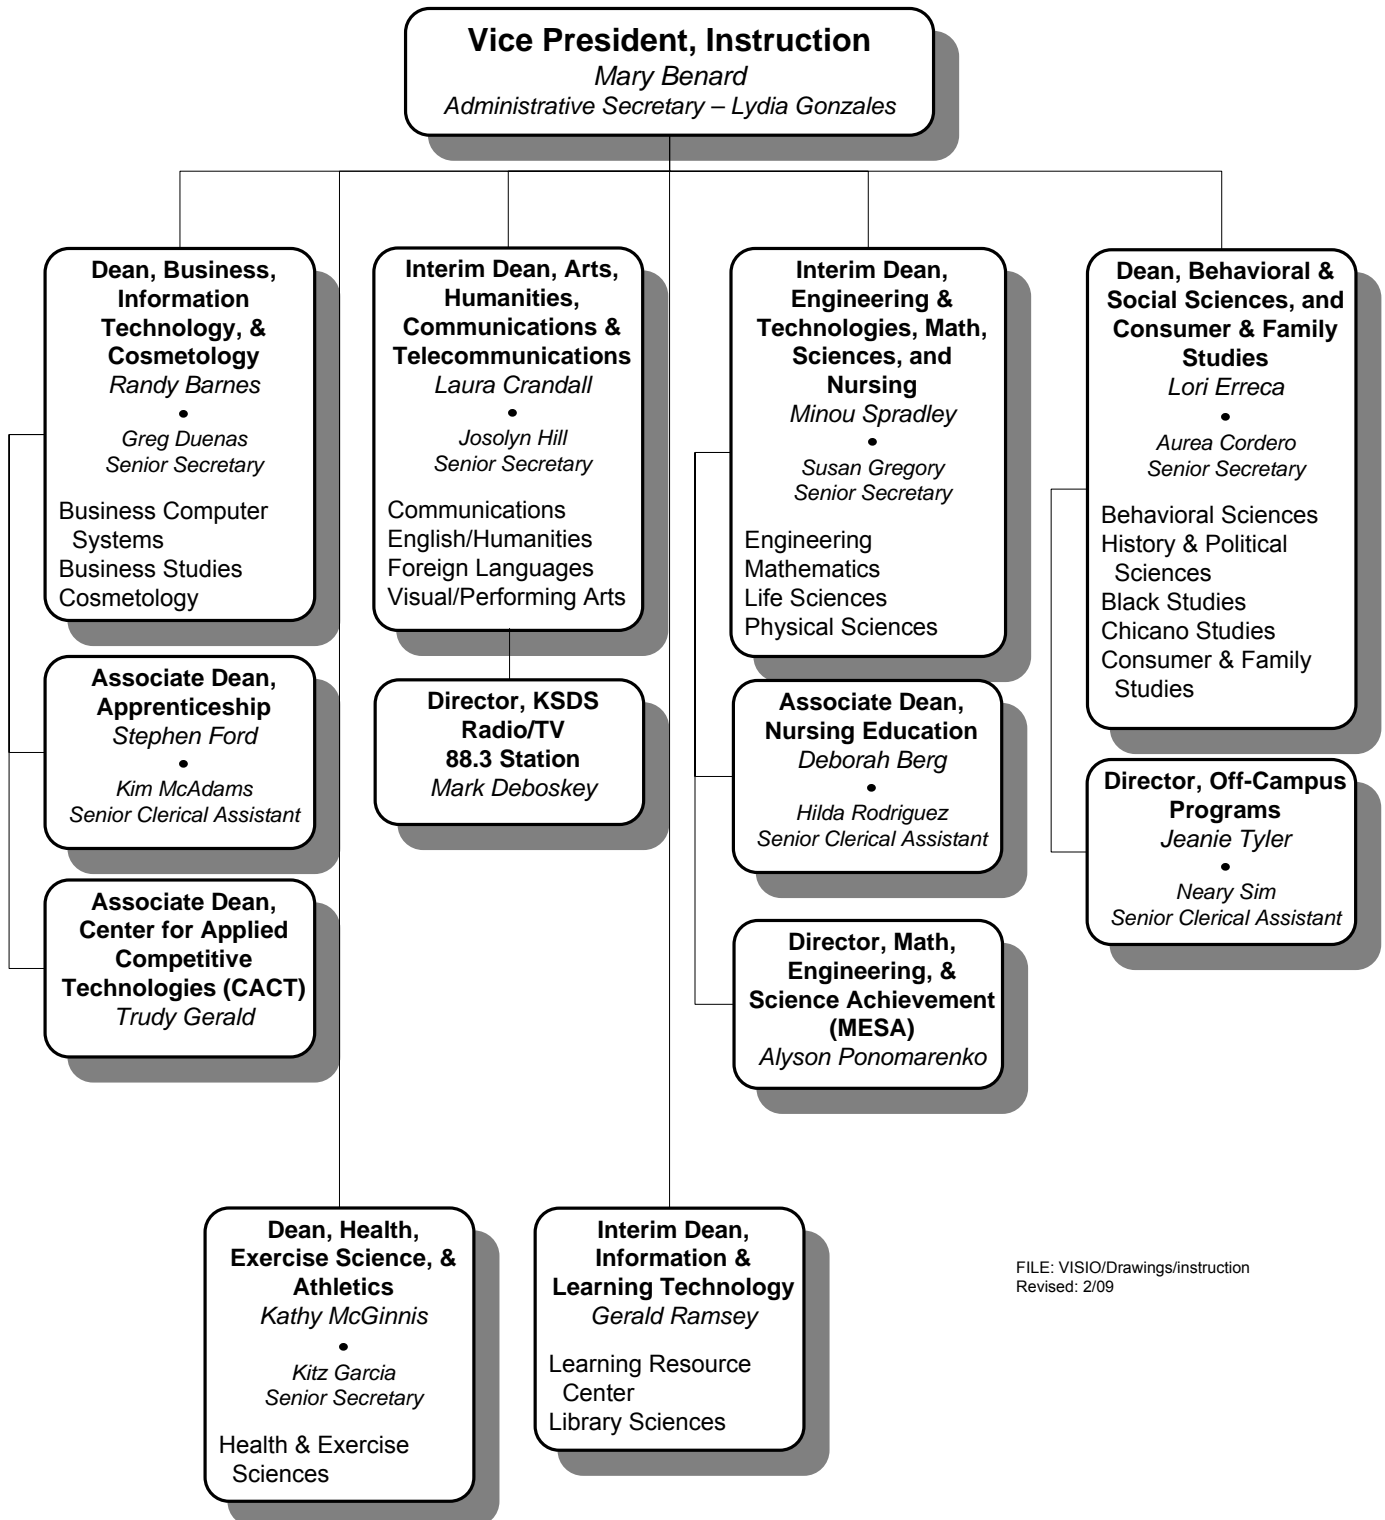 Vice President, Instruction
Mary Benard
Administrative Secretary – Lydia Gonzales
Dean, Business,
Information
Technology, &
Cosmetology
Randy Barnes
•
Greg Duenas
Senior Secretary
Business Computer
Systems
Business Studies
Cosmetology
Interim Dean, Arts,
Humanities,
Communications &
Telecommunications
Laura Crandall
•
Josolyn Hill
Senior Secretary
Communications
English/Humanities
Foreign Languages
Visual/Performing Arts
Interim Dean,
Engineering &
Technologies, Math,
Sciences, and
Nursing
Minou Spradley
•
Susan Gregory
Senior Secretary
Engineering
Mathematics
Life Sciences
Physical Sciences
Dean, Behavioral &
Social Sciences, and
Consumer & Family
Studies
Lori Erreca
•
Aurea Cordero
Senior Secretary
Behavioral Sciences
History & Political
Sciences
Black Studies
Chicano Studies
Consumer & Family
Studies
Associate Dean,
Apprenticeship
Stephen Ford
•
Kim McAdams
Senior Clerical Assistant
Director, KSDS
Radio/TV
88.3 Station
Mark Deboskey
Associate Dean,
Nursing Education
Deborah Berg
•
Hilda Rodriguez
Senior Clerical Assistant
Director, Off-Campus
Programs
Jeanie Tyler
•
Neary Sim
Senior Clerical Assistant
Associate Dean,
Center for Applied
Competitive
Technologies (CACT)
Trudy Gerald
Director, Math,
Engineering, &
Science Achievement
(MESA)
Alyson Ponomarenko
Dean, Health,
Exercise Science, &
Athletics
Kathy McGinnis
•
Kitz Garcia
Senior Secretary
Health & Exercise
Sciences
Interim Dean,
Information &
Learning Technology
Gerald Ramsey
Learning Resource
Center
Library Sciences
FILE: VISIO/Drawings/instruction
Revised: 2/09